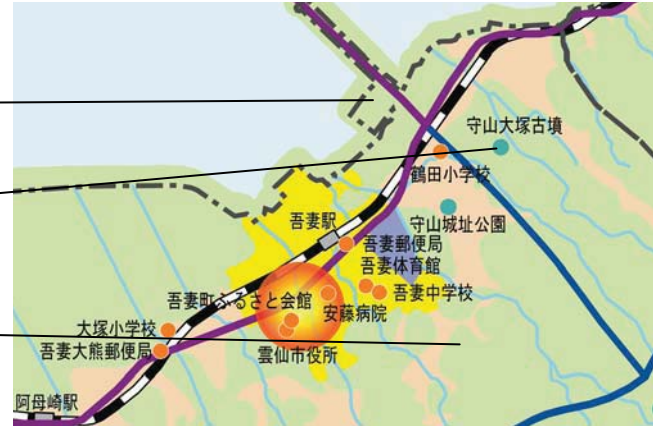 守山大塚古墳
鶴田小学校
守山城址公園
吾妻駅
吾妻郵便局
吾妻体育館
吾妻中学校
吾妻町ふるさと会館
安藤病院
大塚小学校
吾妻大熊郵便局
雲仙市役所
阿母崎駅